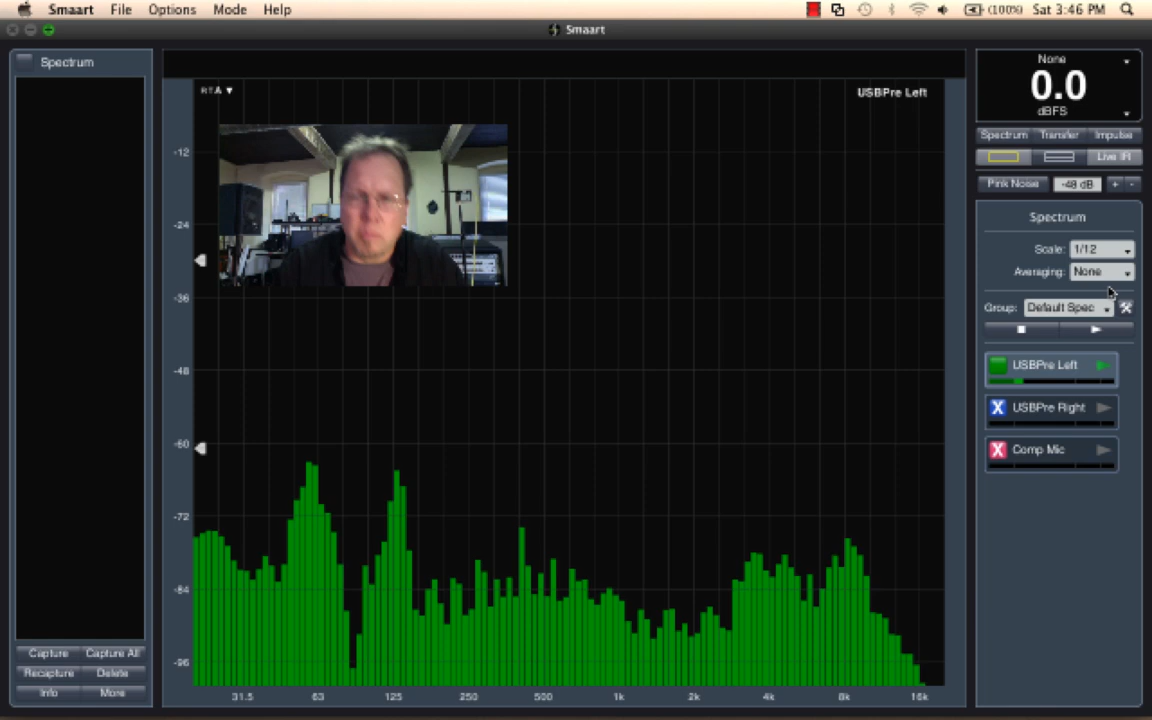 Smaart File Options Mode Help
(100%) Sat 3:46 PM
Smaart
Spectrum
Capture Capture All
Recapture Delete
Info More
RTA
USBPre Left
-12
-24
-36
-48
-60
-72
-84
-96
31.5 63 125 250 500 1k 2k 4k 8k 16k
None
0.0
dBFS
Spectrum Transfer Impulse
Live IR
Pink Noise -48 dB + -
Spectrum
Scale: 1/12
Averaging: None
Group: Default Spec
USBPre Left
X USBPre Right
X Comp Mic